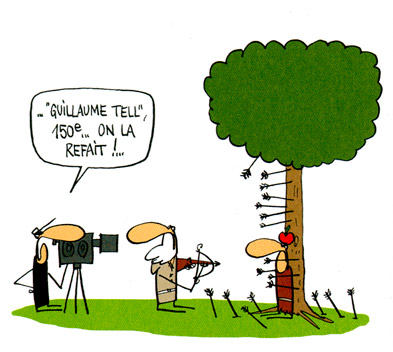 ..."GUILLAUME TELL",
150e... ON LA
REFAIT !...